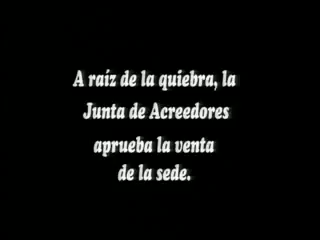 A raíz de la quiebra, la
Junta de Acreedores
aprueba la venta
de la sede.